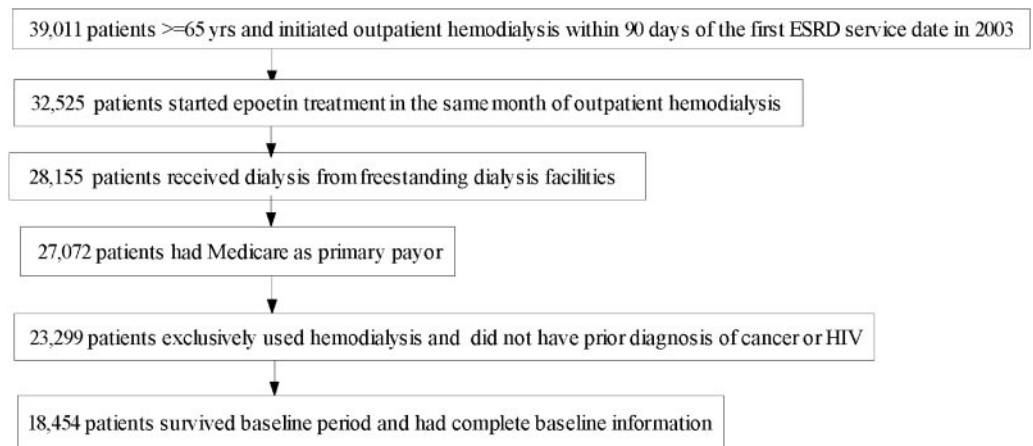 39,011 patients >=65 yrs and initiated outpatient hemodialysis within 90 days of the first ESRD service date in 2003
32,525 patients started epoetin treatment in the same month of outpatient hemodialysis
28,155 patients received dialysis from freestanding dialysis facilities
27,072 patients had Medicare as primary payor
23,299 patients exclusively used hemodialysis and did not have prior diagnosis of cancer or HIV
18,454 patients survived baseline period and had complete baseline information